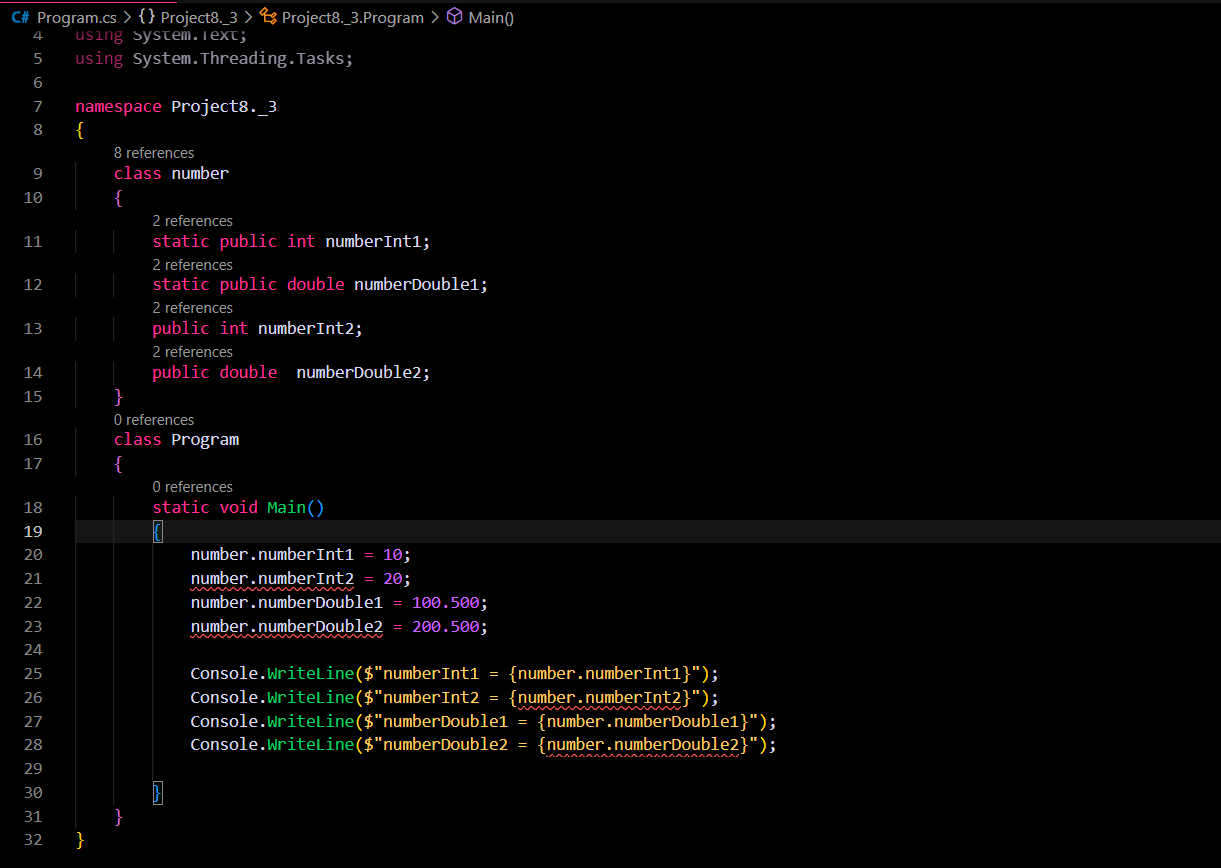 C# Program.cs > {} Project8._3 > Project8._3.Program > Main()
4 using System.Text;
5 using System.Threading.Tasks;
6
7 namespace Project8._3
8 {
8 references
9 class number
10 {
2 references
11 static public int numberInt1;
2 references
12 static public double numberDouble1;
2 references
13 public int numberInt2;
2 references
14 public double  numberDouble2;
15 }
0 references
16 class Program
17 {
0 references
18 static void Main()
19 {
20 number.numberInt1 = 10;
21 number.numberInt2 = 20;
22 number.numberDouble1 = 100.500;
23 number.numberDouble2 = 200.500;
24
25 Console.WriteLine($"numberInt1 = {number.numberInt1}");
26 Console.WriteLine($"numberInt2 = {number.numberInt2}");
27 Console.WriteLine($"numberDouble1 = {number.numberDouble1}");
28 Console.WriteLine($"numberDouble2 = {number.numberDouble2}");
29
30 }
31 }
32 }